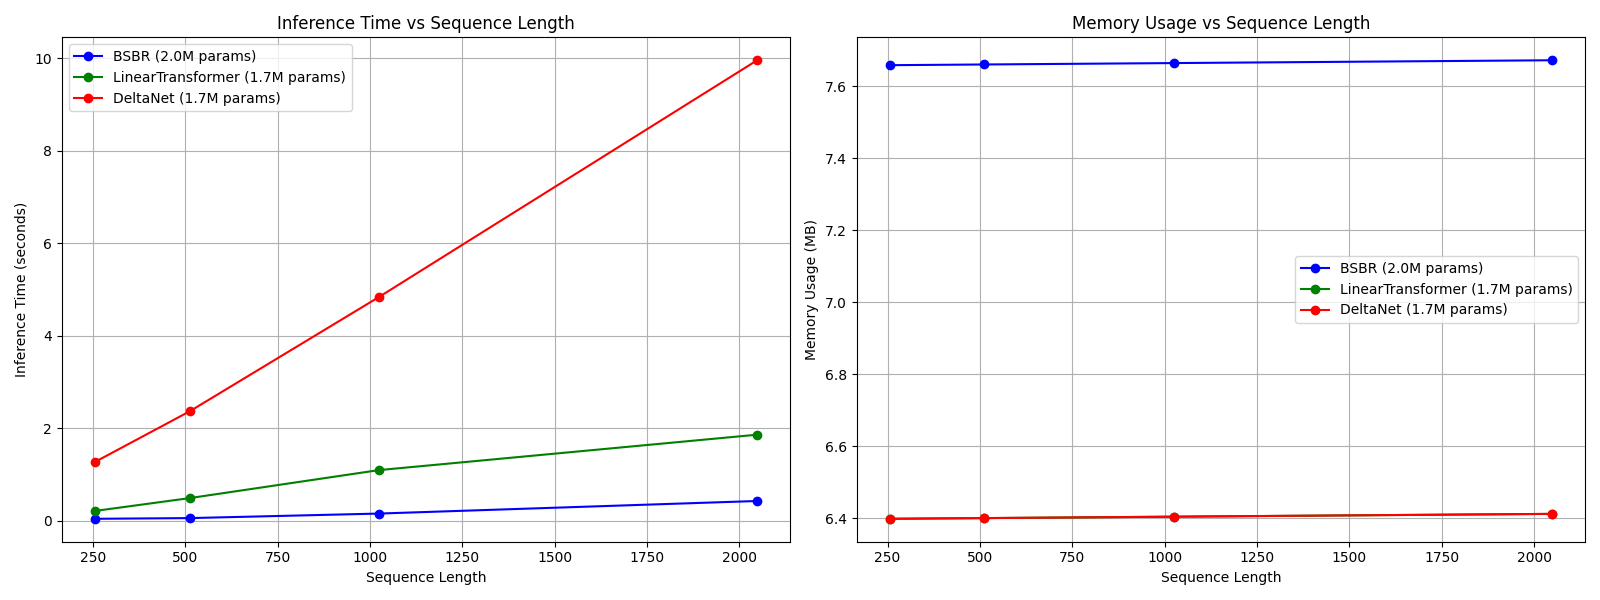 Inference Time vs Sequence Length
BSBR (2.0M params)
LinearTransformer (1.7M params)
DeltaNet (1.7M params)
Inference Time (seconds)
10
8
6
4
2
0
250
500
750
1000
1250
1500
1750
2000
Sequence Length
Memory Usage vs Sequence Length
BSBR (2.0M params)
LinearTransformer (1.7M params)
DeltaNet (1.7M params)
Memory Usage (MB)
7.6
7.4
7.2
7.0
6.8
6.6
6.4
250
500
750
1000
1250
1500
1750
2000
Sequence Length